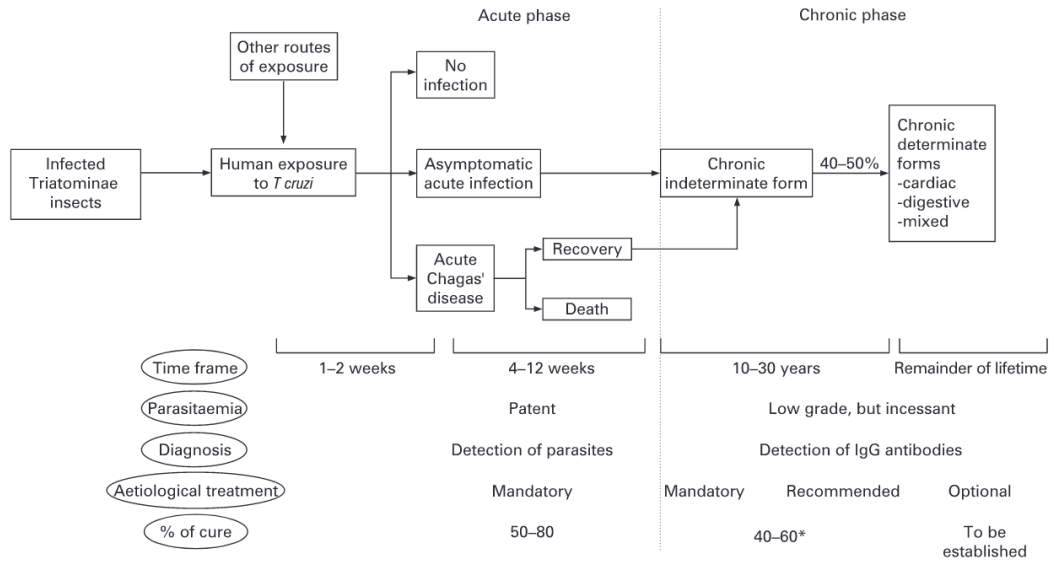 Acute phase
Chronic phase
Other routes
of exposure
No
infection
Infected
Triatominae
insects
Human exposure
to T cruzi
Asymptomatic
acute infection
Chronic
indeterminate form
40–50%
Chronic
determinate
forms
-cardiac
-digestive
-mixed
Acute
Chagas'
disease
Recovery
Death
Time frame
1–2 weeks
4–12 weeks
10–30 years
Remainder of lifetime
Parasitaemia
Patent
Low grade, but incessant
Diagnosis
Detection of parasites
Detection of IgG antibodies
Aetiological treatment
Mandatory
Mandatory
Recommended
Optional
% of cure
50–80
40–60*
To be
established